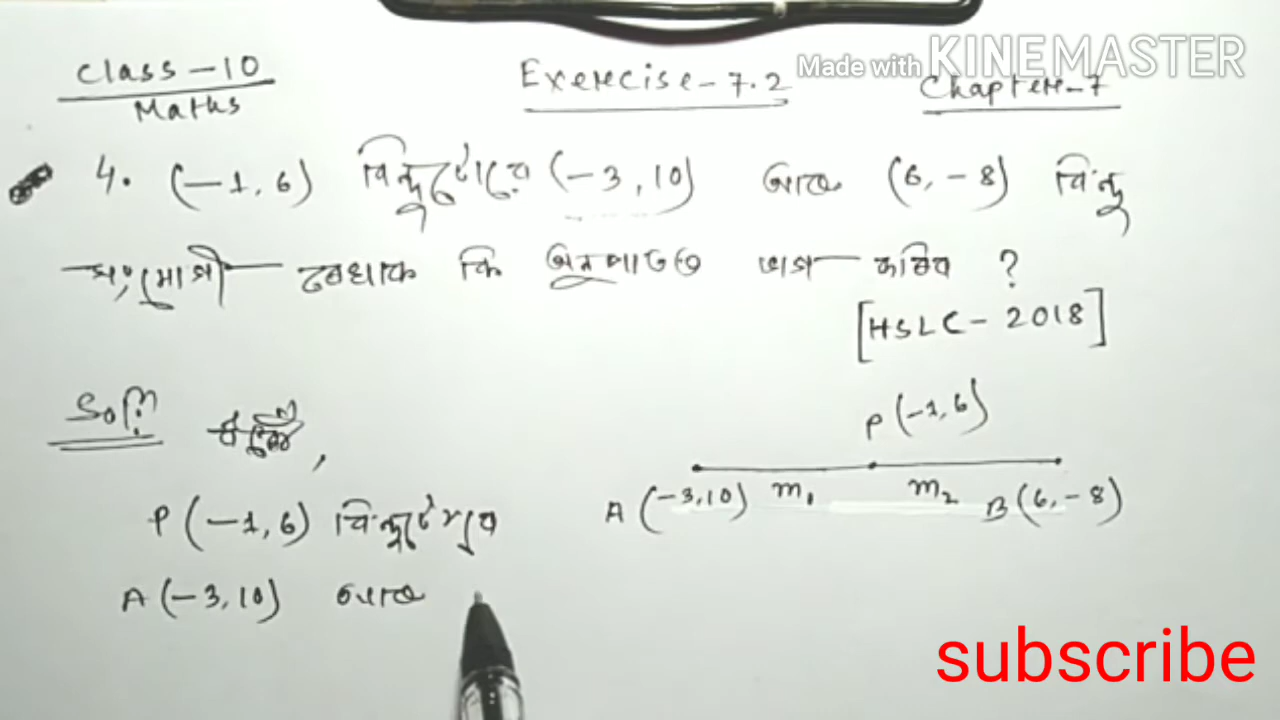 Made with KINEMASTER
Class-10 Exercise-7.2 Chapter-7
Maths
4. (-1,6) বিন্দুটোৱে (-3,10) আৰু (6,-8) বিন্দু
সংযোগী ৰেখাক কি অনুপাতত ভাগ কৰিব ?
[HSLC-2018]
Soln:
P(-1,6)
A(-3,10) m₁ m₂ B(6,-8)
P(-1,6)
A(-3,10) আৰু
subscribe